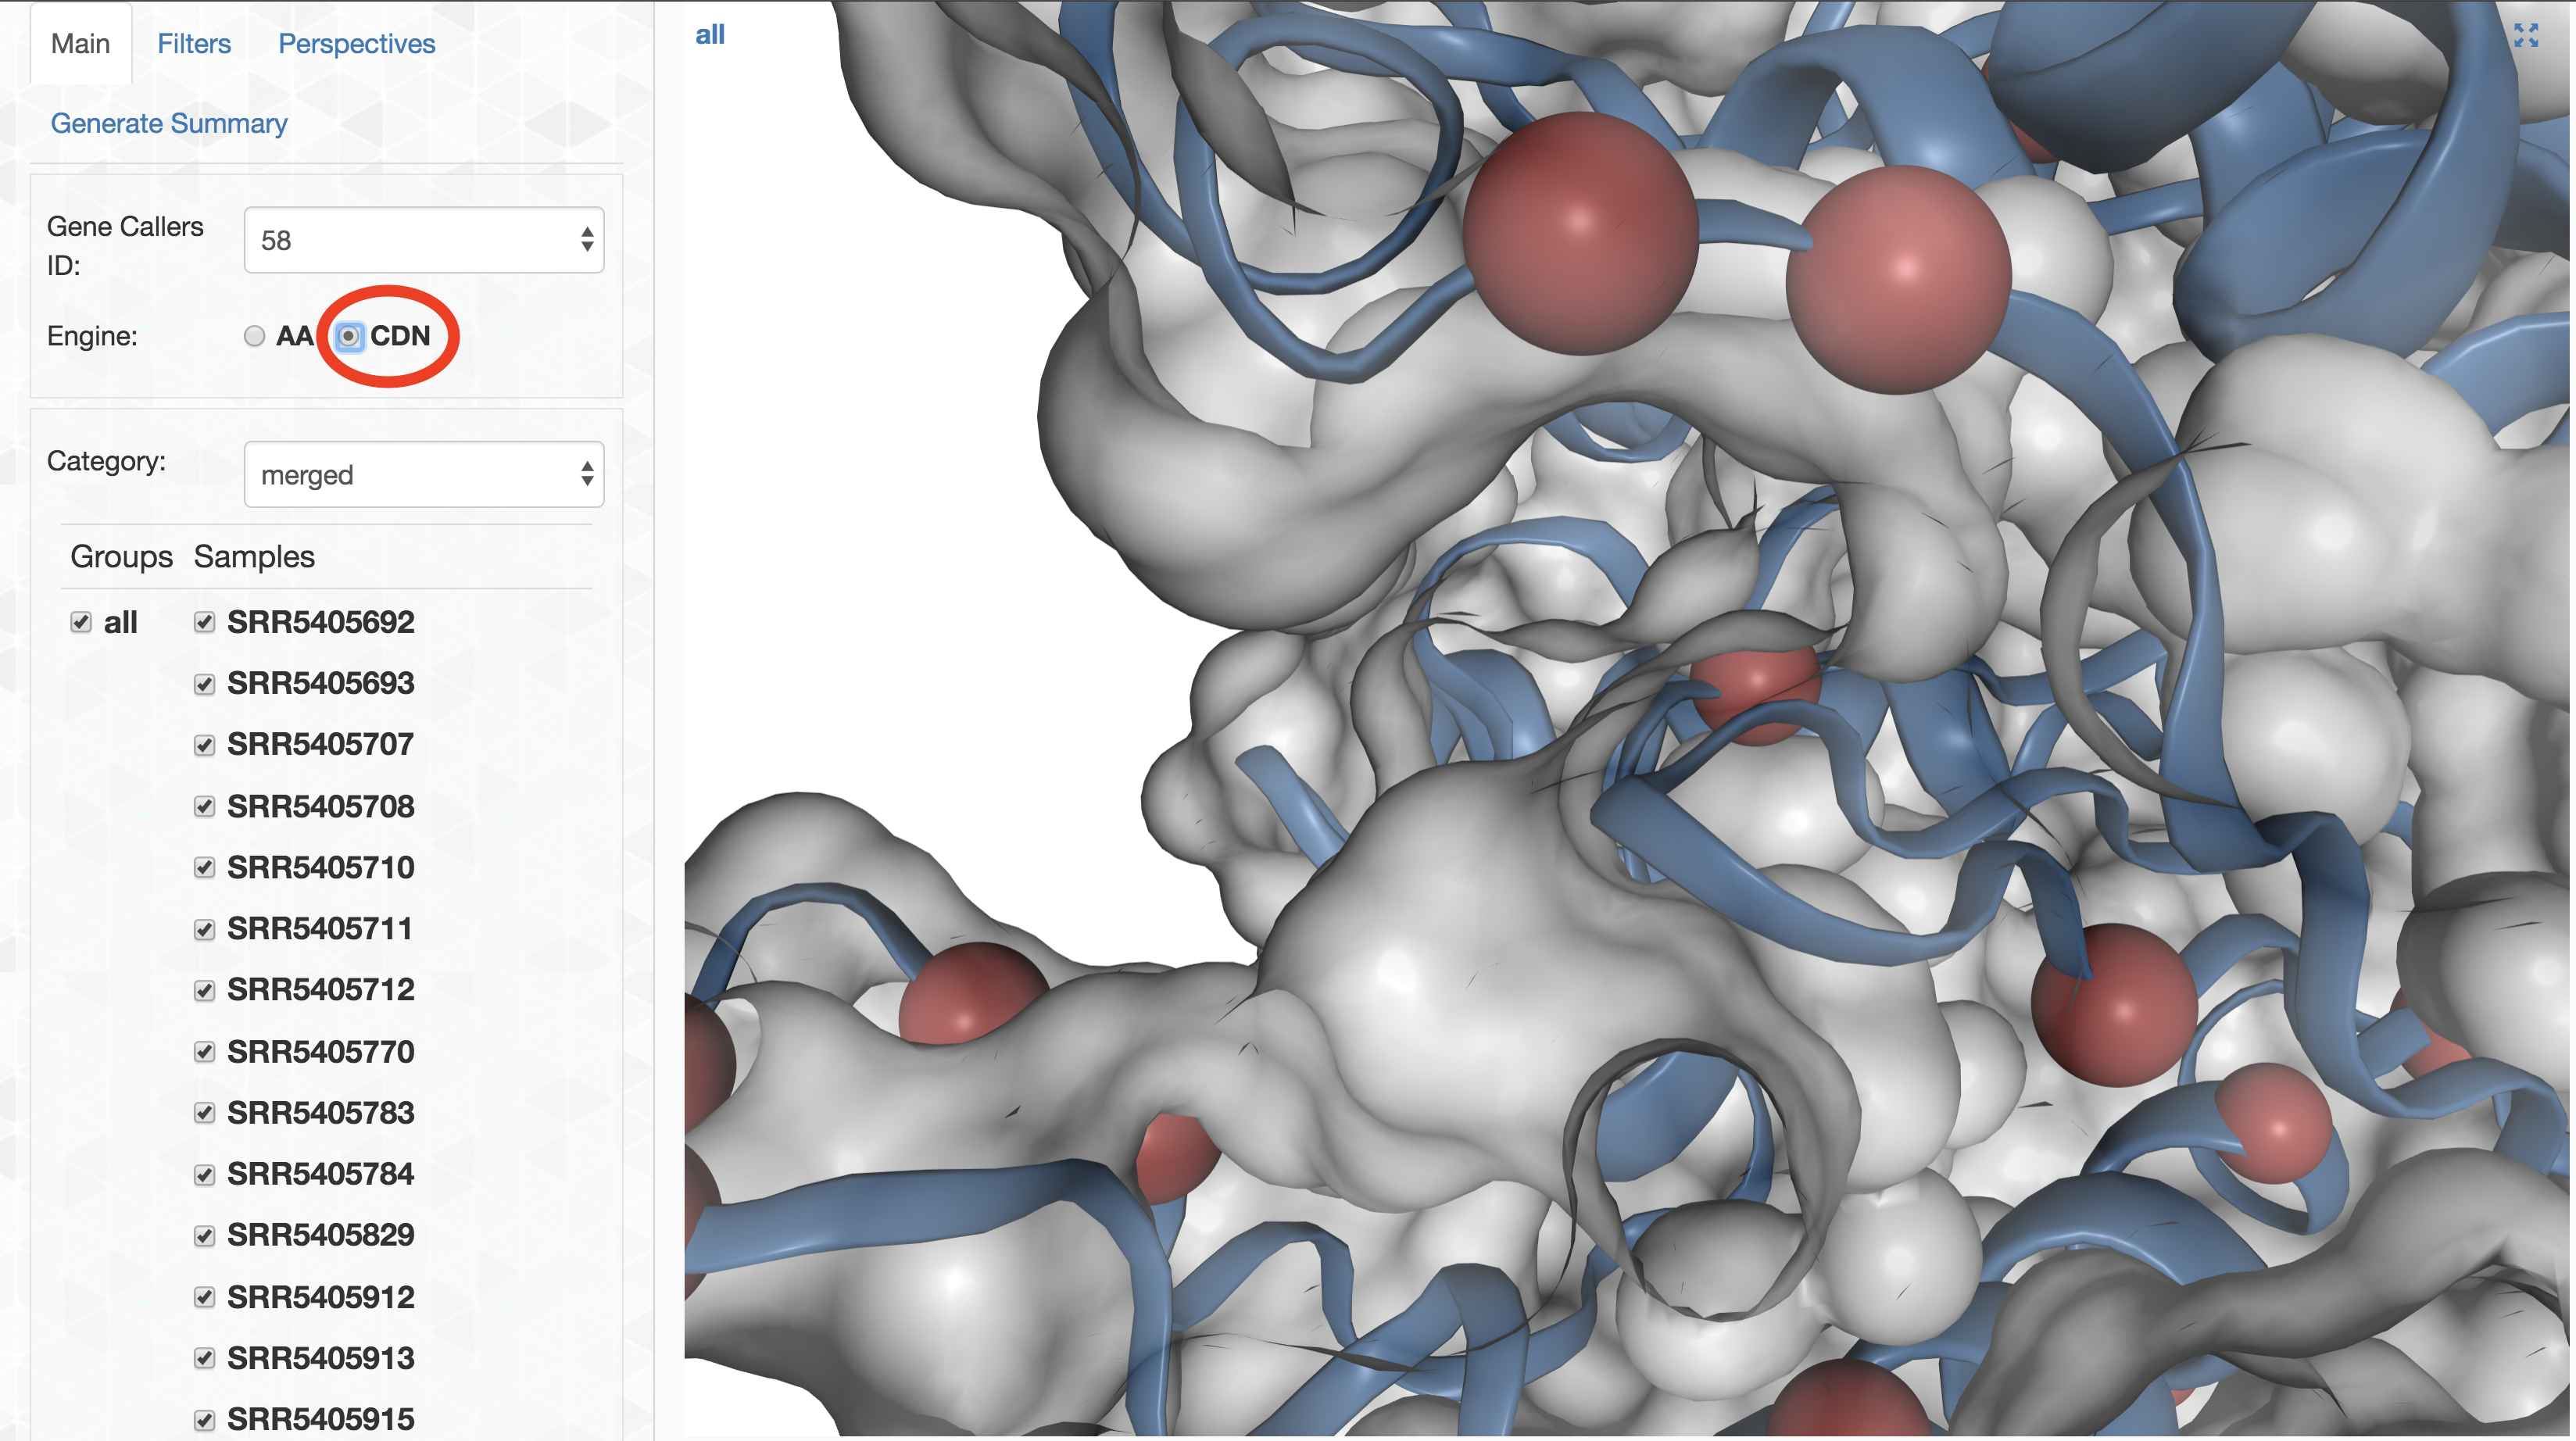 Main Filters Perspectives
Generate Summary
Gene Callers
ID:
58
Engine: AA CDN
Category: merged
Groups Samples
all SRR5405692
SRR5405693
SRR5405707
SRR5405708
SRR5405710
SRR5405711
SRR5405712
SRR5405770
SRR5405783
SRR5405784
SRR5405829
SRR5405912
SRR5405913
SRR5405915
all